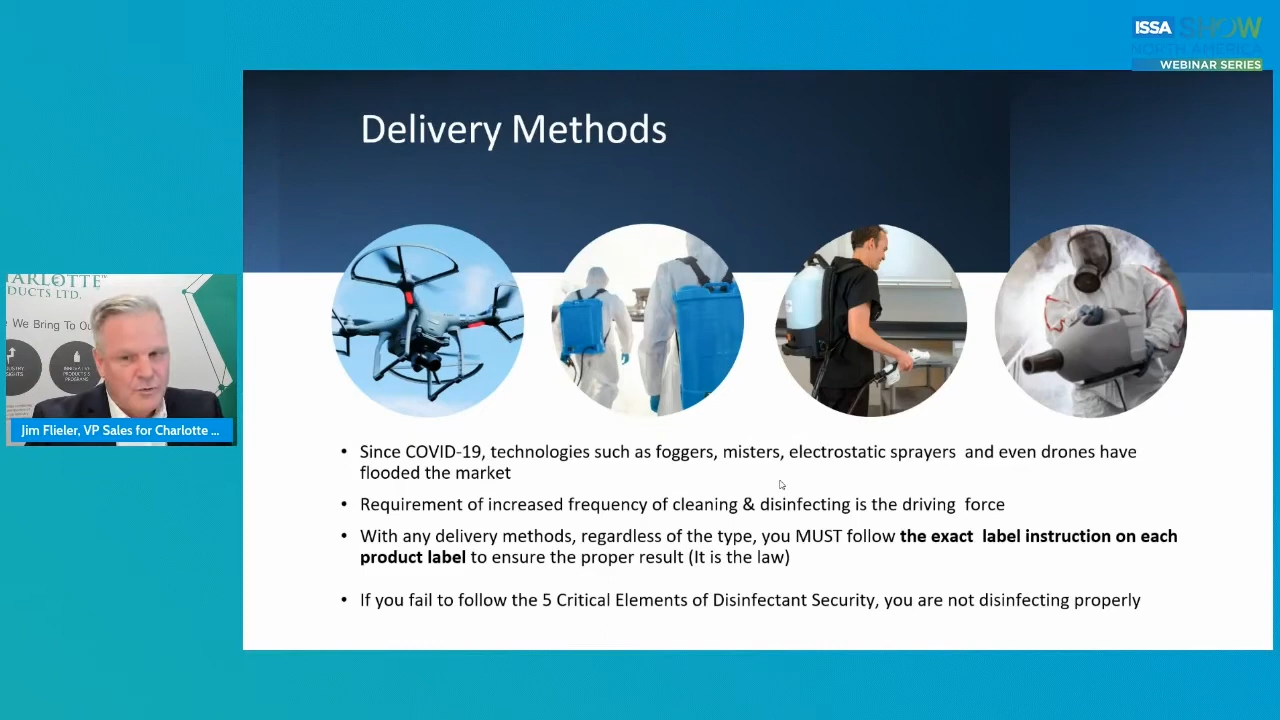 ISSA SHOW
NORTH AMERICA
WEBINAR SERIES
Delivery Methods
ARLOTTE™
DUCTS LTD.
We Bring To Ou
Jim Flieler, VP Sales for Charlotte ...
• Since COVID-19, technologies such as foggers, misters, electrostatic sprayers  and even drones have
flooded the market
• Requirement of increased frequency of cleaning & disinfecting is the driving  force
• With any delivery methods, regardless of the type, you MUST follow the exact  label instruction on each
product label to ensure the proper result (It is the law)
• If you fail to follow the 5 Critical Elements of Disinfectant Security, you are not disinfecting properly